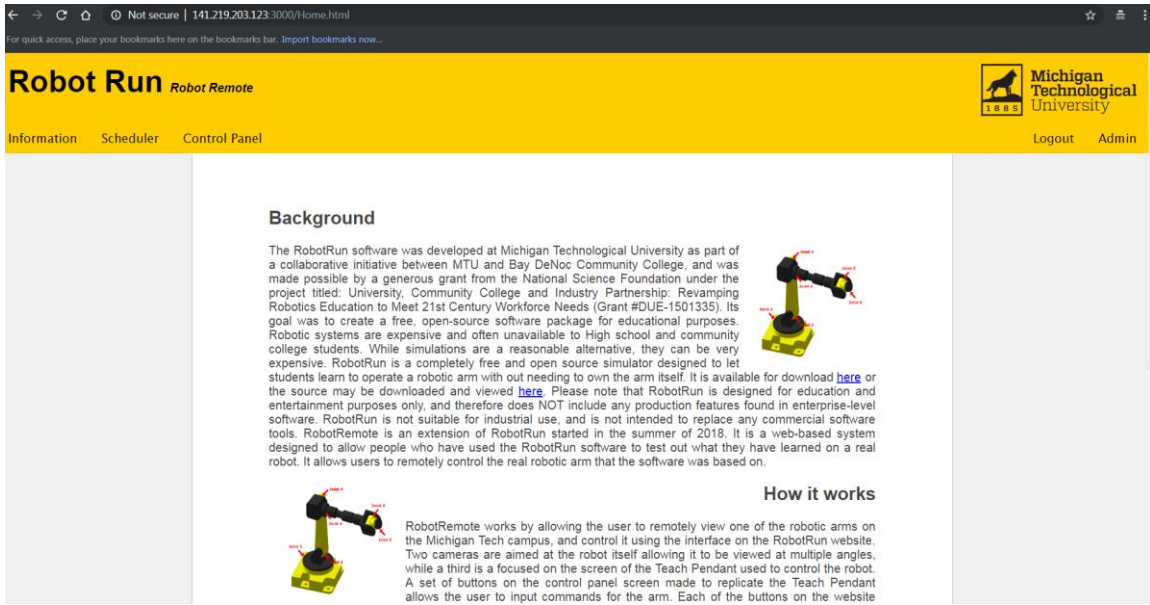 Not secure | 141.219.203.123:3000/Home.html
For quick access, place your bookmarks here on the bookmarks bar. Import bookmarks now...
Robot Run Robot Remote
Michigan
Technological
University
1885
Information Scheduler Control Panel
Logout Admin
Background
The RobotRun software was developed at Michigan Technological University as part of
a collaborative initiative between MTU and Bay DeNoc Community College, and was
made possible by a generous grant from the National Science Foundation under the
project titled: University, Community College and Industry Partnership: Revamping
Robotics Education to Meet 21st Century Workforce Needs (Grant #DUE-1501335). Its
goal was to create a free, open-source software package for educational purposes.
Robotic systems are expensive and often unavailable to High school and community
college students. While simulations are a reasonable alternative, they can be very
expensive. RobotRun is a completely free and open source simulator designed to let
students learn to operate a robotic arm with out needing to own the arm itself. It is available for download here or
the source may be downloaded and viewed here. Please note that RobotRun is designed for education and
entertainment purposes only, and therefore does NOT include any production features found in enterprise-level
software. RobotRun is not suitable for industrial use, and is not intended to replace any commercial software
tools. RobotRemote is an extension of RobotRun started in the summer of 2018. It is a web-based system
designed to allow people who have used the RobotRun software to test out what they have learned on a real
robot. It allows users to remotely control the real robotic arm that the software was based on.
How it works
RobotRemote works by allowing the user to remotely view one of the robotic arms on
the Michigan Tech campus, and control it using the interface on the RobotRun website.
Two cameras are aimed at the robot itself allowing it to be viewed at multiple angles,
while a third is a focused on the screen of the Teach Pendant used to control the robot.
A set of buttons on the control panel screen made to replicate the Teach Pendant
allows the user to input commands for the arm. Each of the buttons on the website